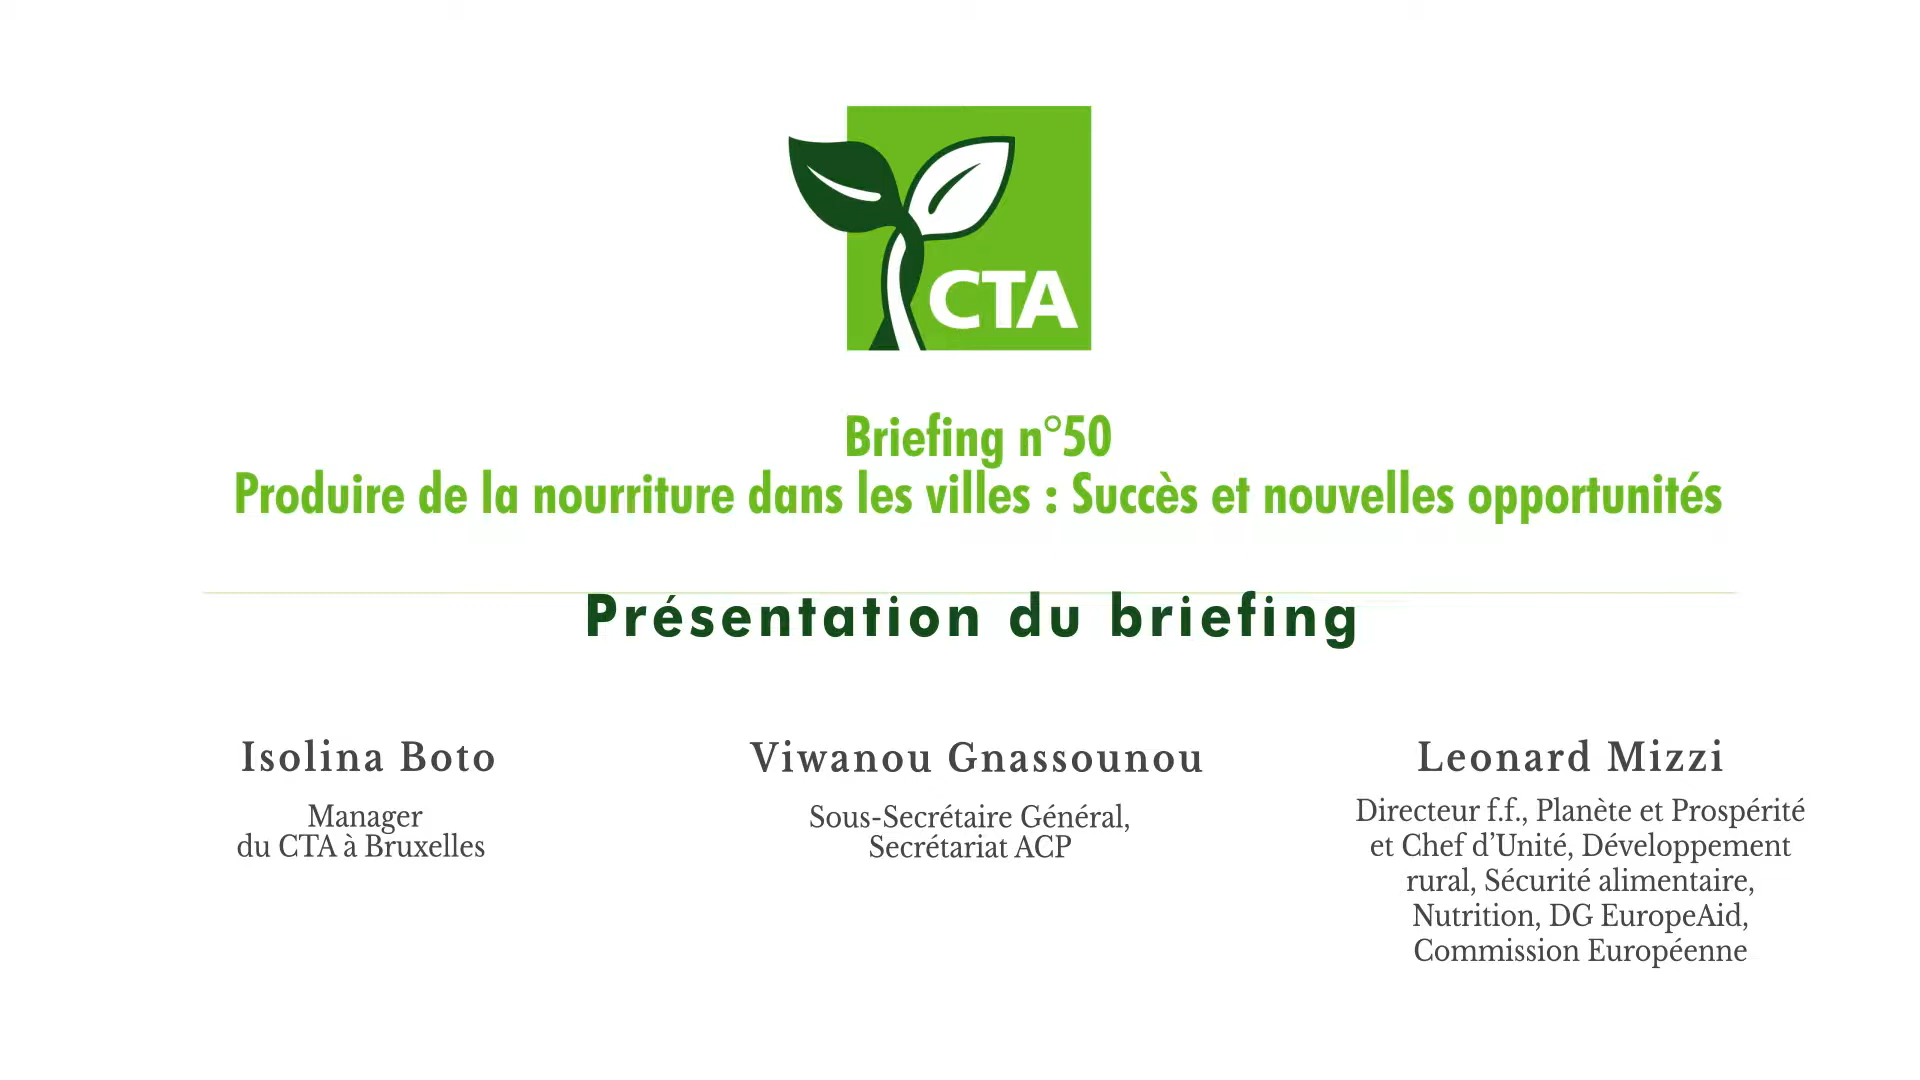 CTA
Briefing n°50
Produire de la nourriture dans les villes : Succès et nouvelles opportunités
Présentation du briefing
Isolina Boto
Manager
du CTA à Bruxelles
Viwanou Gnassounou
Sous-Secrétaire Général,
Secrétariat ACP
Leonard Mizzi
Directeur f.f., Planète et Prospérité
et Chef d’Unité, Développement
rural, Sécurité alimentaire,
Nutrition, DG EuropeAid,
Commission Européenne